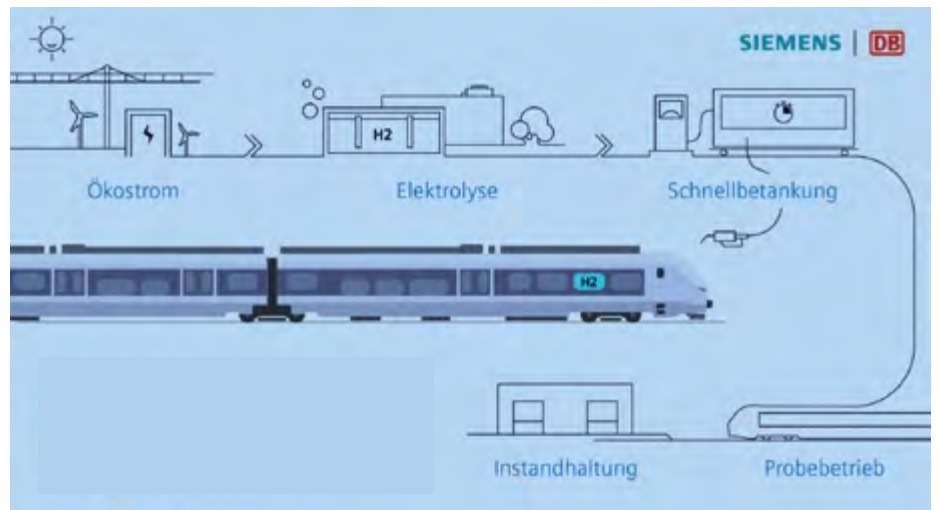 SIEMENS | DB
H2
Ökostrom
Elektrolyse
Schnellbetankung
H2
Instandhaltung
Probebetrieb